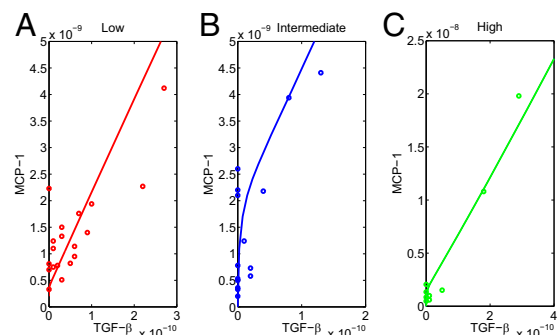 A
× 10⁻⁹
Low
5
4.5
4
3.5
3
2.5
2
1.5
1
0.5
0
MCP−1
0 1 2 3
TGF−β
× 10⁻¹⁰
B
× 10⁻⁹
Intermediate
5
4.5
4
3.5
3
2.5
2
1.5
1
0.5
0
MCP−1
0 1 2
TGF−β
× 10⁻¹⁰
C
× 10⁻⁸
High
2.5
2
1.5
1
0.5
0
MCP−1
0 2 4
TGF−β
× 10⁻¹⁰